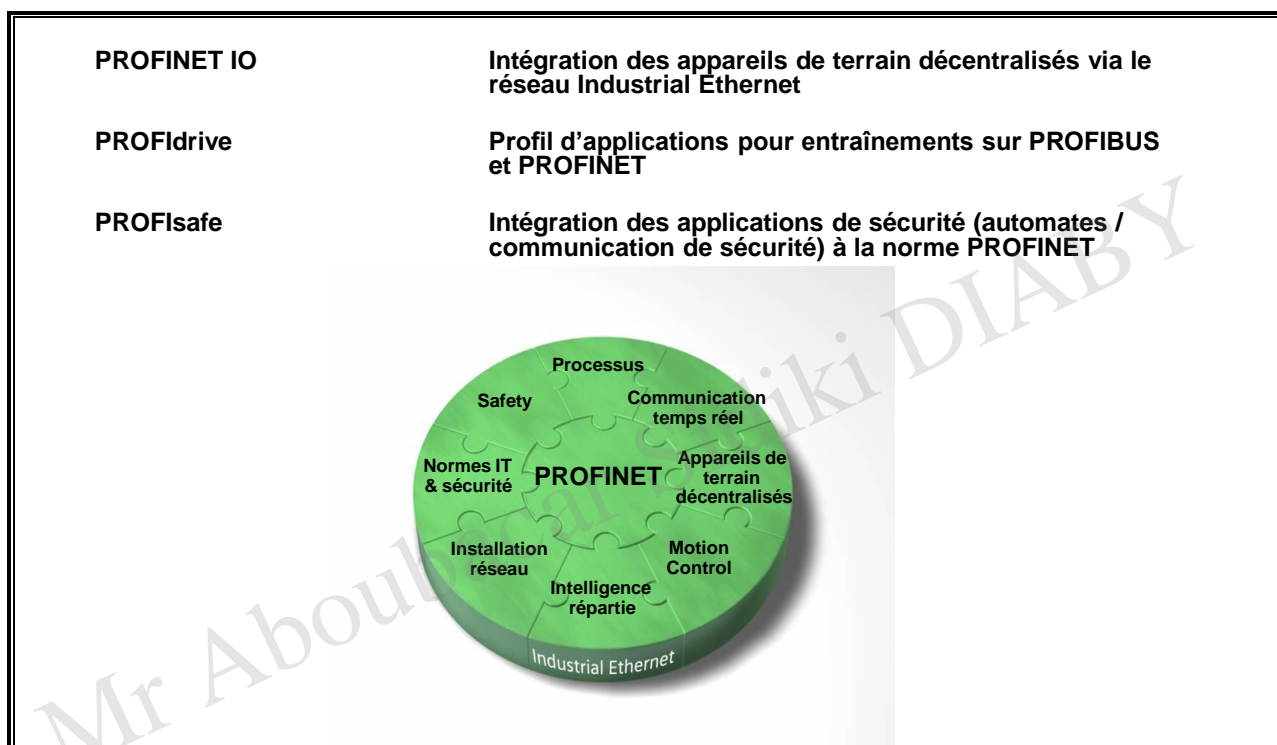 PROFINET IO
Intégration des appareils de terrain décentralisés via le
réseau Industrial Ethernet
PROFIdrive
Profil d'applications pour entraînements sur PROFIBUS
et PROFINET
PROFIsafe
Intégration des applications de sécurité (automates /
communication de sécurité) à la norme PROFINET
Processus
Safety
Communication
temps réel
Normes IT
& sécurité
PROFINET
Appareils de
terrain
décentralisés
Installation
réseau
Motion
Control
Intelligence
répartie
Industrial Ethernet
Mr Aboubacar Sidiki DIABY